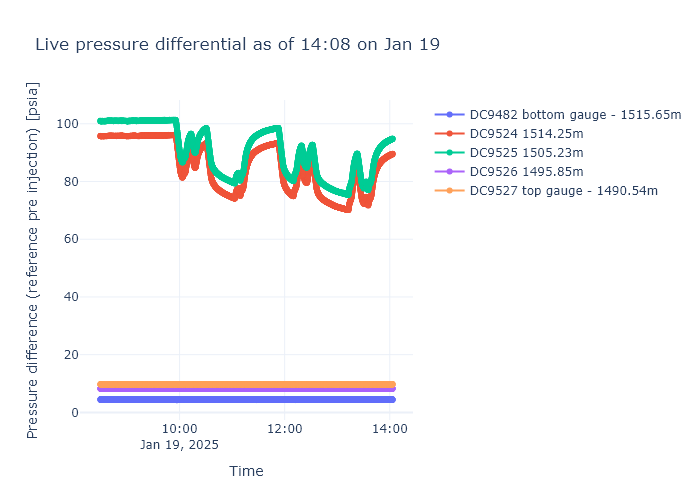 Live pressure differential as of 14:08 on Jan 19
Pressure difference (reference pre injection) [psia]
100
80
60
40
20
0
10:00
Jan 19, 2025
12:00
14:00
Time
DC9482 bottom gauge - 1515.65m
DC9524 1514.25m
DC9525 1505.23m
DC9526 1495.85m
DC9527 top gauge - 1490.54m